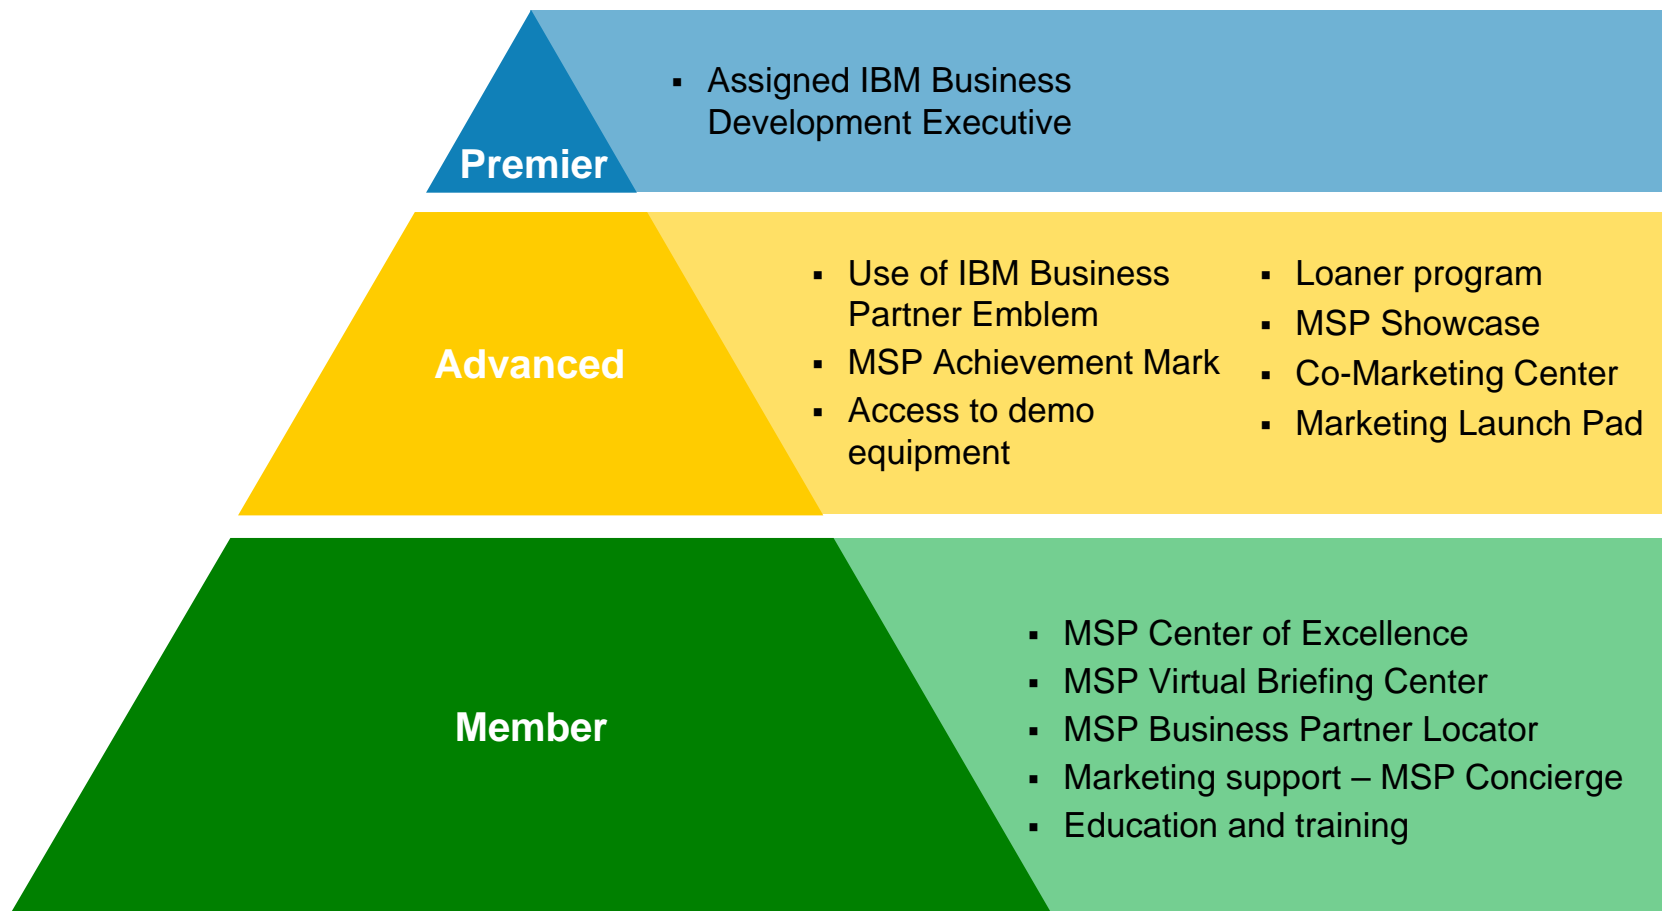 Premier
▪ Assigned IBM Business
Development Executive
Advanced
▪ Use of IBM Business
Partner Emblem
▪ MSP Achievement Mark
▪ Access to demo
equipment
▪ Loaner program
▪ MSP Showcase
▪ Co-Marketing Center
▪ Marketing Launch Pad
Member
▪ MSP Center of Excellence
▪ MSP Virtual Briefing Center
▪ MSP Business Partner Locator
▪ Marketing support – MSP Concierge
▪ Education and training